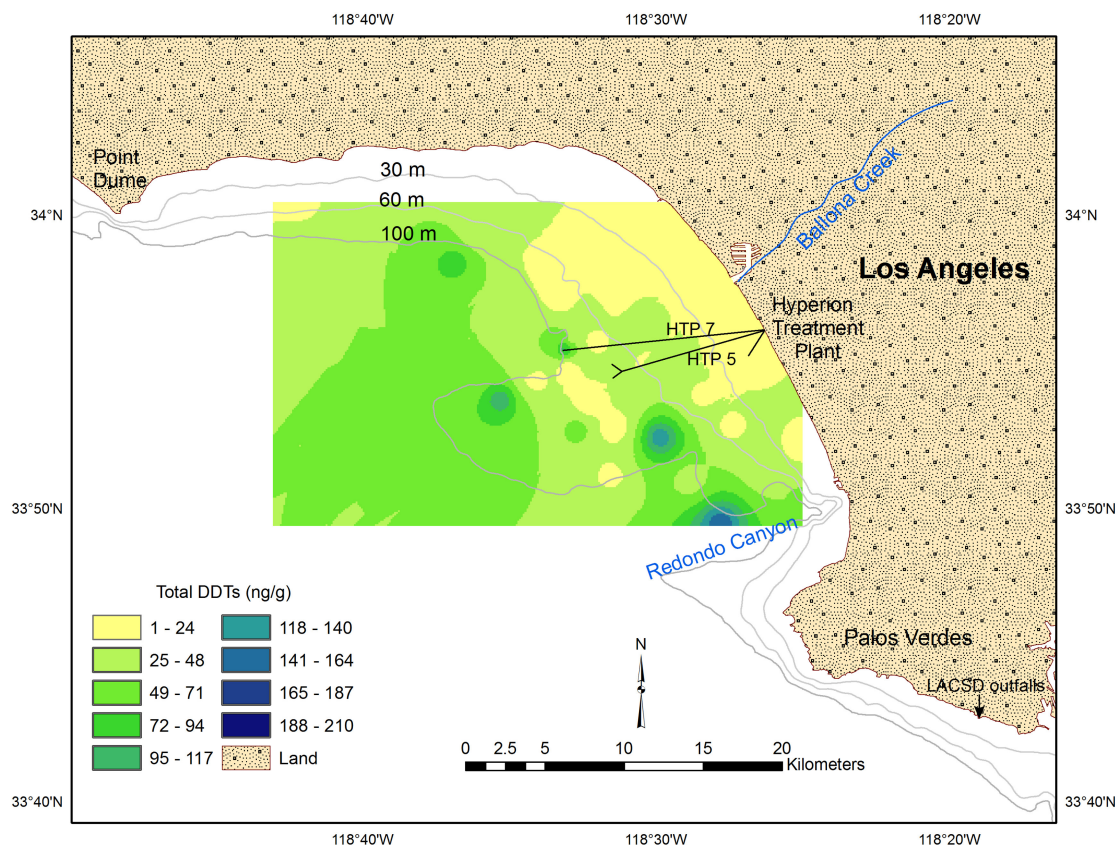 118°40'W 118°30'W 118°20'W
Point
Dume
30 m
60 m
100 m
34°N 34°N
Ballona Creek
Los Angeles
Hyperion
Treatment
Plant
HTP 7
HTP 5
33°50'N 33°50'N
Redondo Canyon
Total DDTs (ng/g)
1 - 24 118 - 140
25 - 48 141 - 164
49 - 71 165 - 187
72 - 94 188 - 210
95 - 117 Land
N
Palos Verdes
LACSD outfalls
0 2.5 5 10 15 20
Kilometers
33°40'N 33°40'N
118°40'W 118°30'W 118°20'W